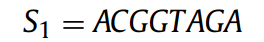 S₁ = ACGGTAGA